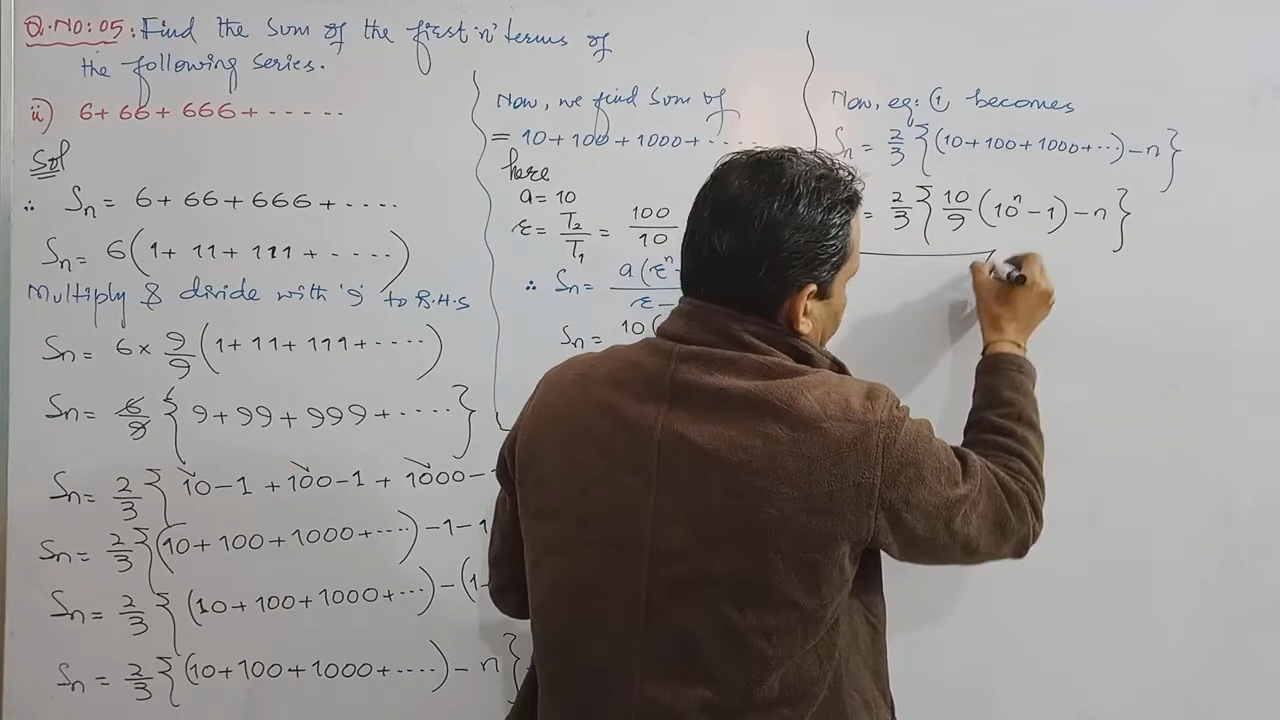 Q.NO:05: Find the sum of the first 'n' terms of
the following series.
ii) 6+ 66 + 666 + - - - - -
Sol
∴ Sn = 6 + 66 + 666 + - - - -
Sn = 6(1 + 11 + 111 + - - - -)
Multiply & divide with '9' to R.H.S
Sn = 6 × 9/9 (1 + 11 + 111 + - - - -)
Sn = 6/9 { 9 + 99 + 999 + - - - - }
Sn = 2/3 { 10 - 1 + 100 - 1 + 1000 -
Sn = 2/3 {(10 + 100 + 1000 + - - - -) - 1 - 1
Sn = 2/3 { (10 + 100 + 1000 + - - -) - (1 -
Sn = 2/3 { (10 + 100 + 1000 + - - - -) - n }
Now, we find sum of
= 10 + 100 + 1000 + - - - -
here
a = 10
r = T2/T1 = 100/10
∴ Sn = a(r^n -
r -
Sn = 10(
Now, eq: (1) becomes
Sn = 2/3 { (10 + 100 + 1000 + - - -) - n }
= 2/3 { 10/9 (10^n - 1) - n }